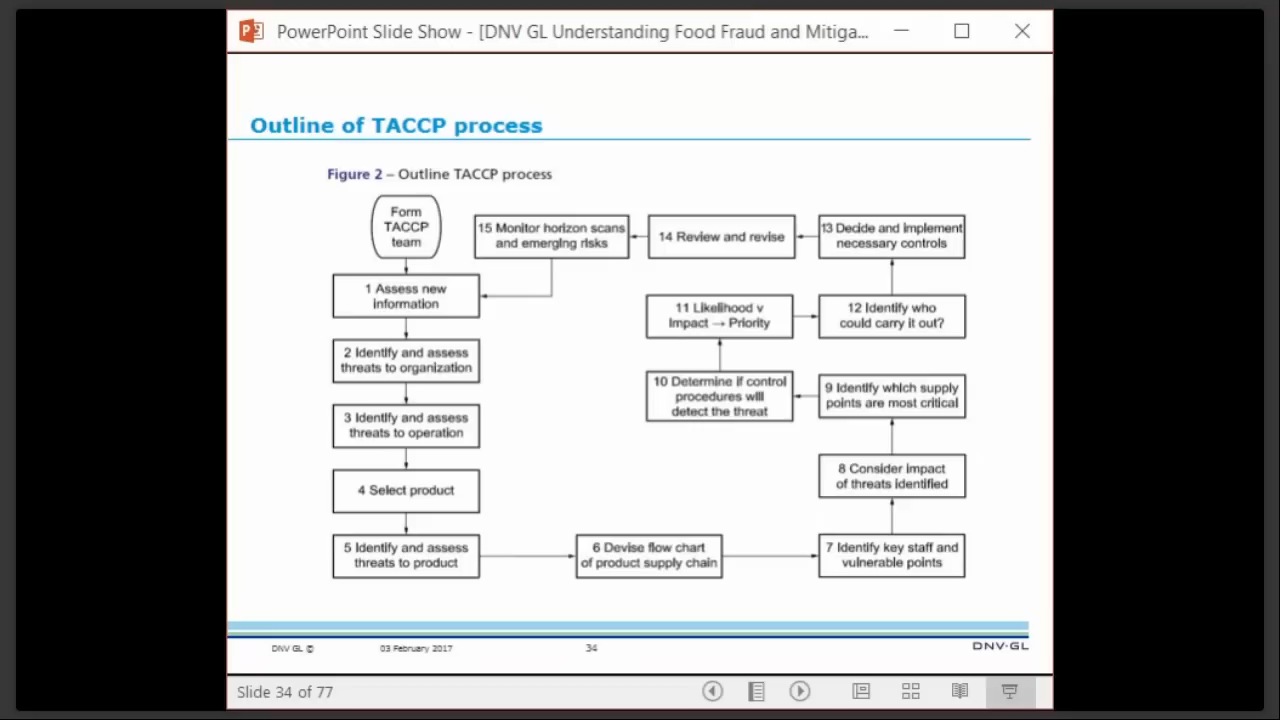 PowerPoint Slide Show - [DNV GL Understanding Food Fraud and Mitiga...
Outline of TACCP process
Figure 2 – Outline TACCP process
Form
TACCP
team
1 Assess new
information
2 Identify and assess
threats to organization
3 Identify and assess
threats to operation
4 Select product
5 Identify and assess
threats to product
6 Devise flow chart
of product supply chain
7 Identify key staff and
vulnerable points
8 Consider impact
of threats identified
9 Identify which supply
points are most critical
10 Determine if control
procedures will
detect the threat
11 Likelihood v
Impact → Priority
12 Identify who
could carry it out?
13 Decide and implement
necessary controls
14 Review and revise
15 Monitor horizon scans
and emerging risks
DNV GL ©
03 February 2017
34
DNV·GL
Slide 34 of 77